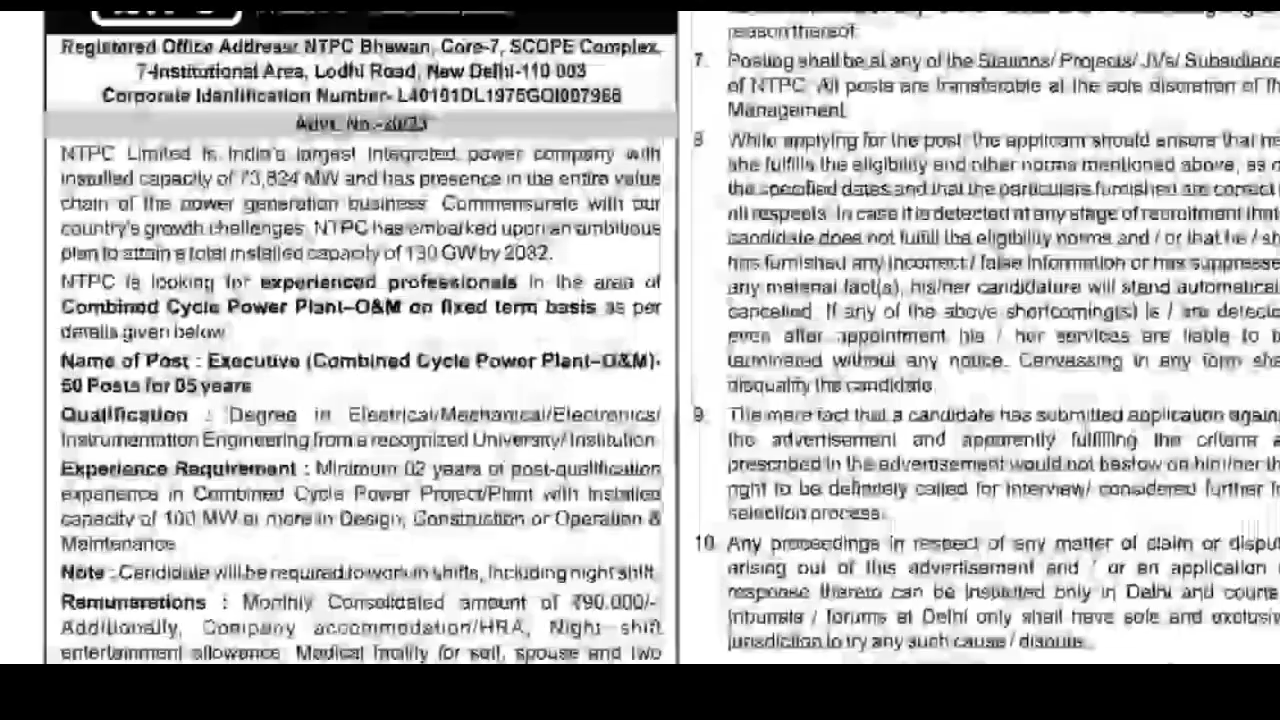 Registered Office Address: NTPC Bhawan, Core-7, SCOPE Complex,
7-Institutional Area, Lodhi Road, New Delhi-110 003
Corporate Identification Number- L40101DL1975GOI007966
Advt. No.
NTPC Limited is India's largest integrated power company with
installed capacity of 73,824 MW and has presence in the entire value
chain of the power generation business. Commensurate with our
country's growth challenges, NTPC has embarked upon an ambitious
plan to attain a total installed capacity of 130 GW by 2032.
NTPC is looking for experienced professionals in the area of
Combined Cycle Power Plant–O&M on fixed term basis as per
details given below
Name of Post : Executive (Combined Cycle Power Plant–O&M)-
50 Posts for 05 years
Qualification : Degree in Electrical/Mechanical/Electronics/
Instrumentation Engineering from a recognized University/ Institution
Experience Requirement : Minimum 02 years of post-qualification
experience in Combined Cycle Power Project/Plant with installed
capacity of 100 MW or more in Design, Construction or Operation &
Maintenance
Note : Candidate will be required to work in shifts, including night shift.
Remunerations : Monthly Consolidated amount of ₹90,000/-
Additionally, Company accommodation/HRA, Night shift
entertainment allowance, Medical facility for self, spouse and two
reason thereof.
7. Posting shall be at any of the Stations/ Projects/ JVs/ Subsidiarie
of NTPC. All posts are transferable at the sole discretion of th
Management.
8 While applying for the post, the applicant should ensure that he
she fulfills the eligibility and other norms mentioned above, as o
the specified dates and that the particulars furnished are correct
all respects. In case it is detected at any stage of recruitment that
candidate does not fulfill the eligibility norms and / or that he / sh
has furnished any incorrect / false information or has suppresse
any material fact(s), his/her candidature will stand automatical
cancelled. If any of the above shortcoming(s) is / are detecte
even after appointment, his / her services are liable to b
terminated without any notice. Canvassing in any form sha
disqualify the candidate.
9. The mere fact that a candidate has submitted application again
the advertisement and apparently fulfilling the criteria a
prescribed in the advertisement would not bestow on him/her th
right to be definitely called for interview/ considered further fo
selection process.
10. Any proceedings in respect of any matter of claim or disput
arising out of this advertisement and / or an application i
response thereto can be instituted only in Delhi and courts
tribunals / forums at Delhi only shall have sole and exclusiv
jurisdiction to try any such cause / dispute.